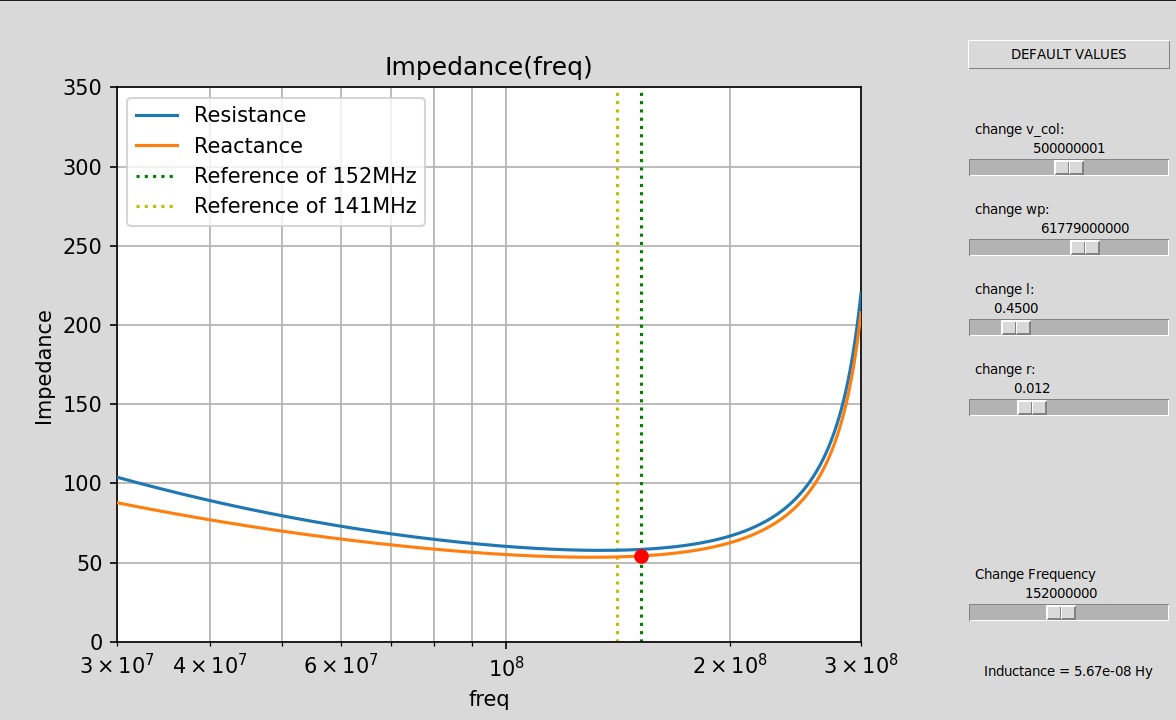 Impedance(freq)
350
300
250
200
150
100
50
0
Impedance
Resistance
Reactance
Reference of 152MHz
Reference of 141MHz
3 × 10⁷
4 × 10⁷
6 × 10⁷
10⁸
2 × 10⁸
3 × 10⁸
freq
DEFAULT VALUES
change v_col:
500000001
change wp:
61779000000
change l:
0.4500
change r:
0.012
Change Frequency
152000000
Inductance = 5.67e-08 Hy